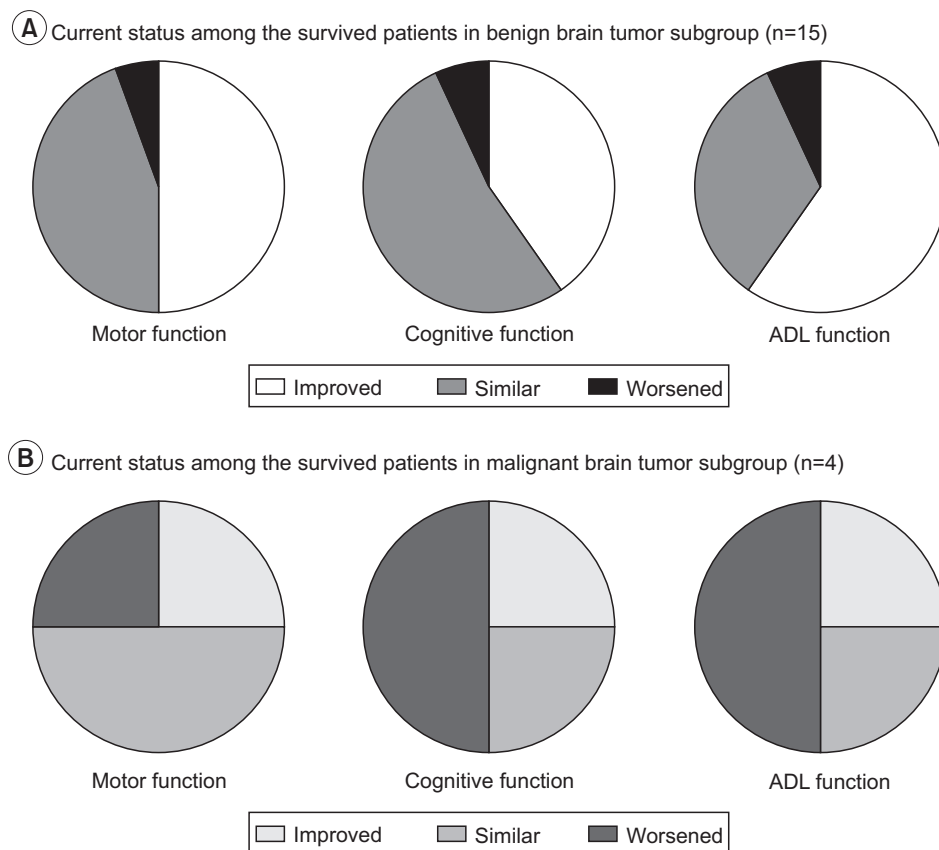 A Current status among the survived patients in benign brain tumor subgroup (n=15)
Motor function Cognitive function ADL function
Improved Similar Worsened
B Current status among the survived patients in malignant brain tumor subgroup (n=4)
Motor function Cognitive function ADL function
Improved Similar Worsened